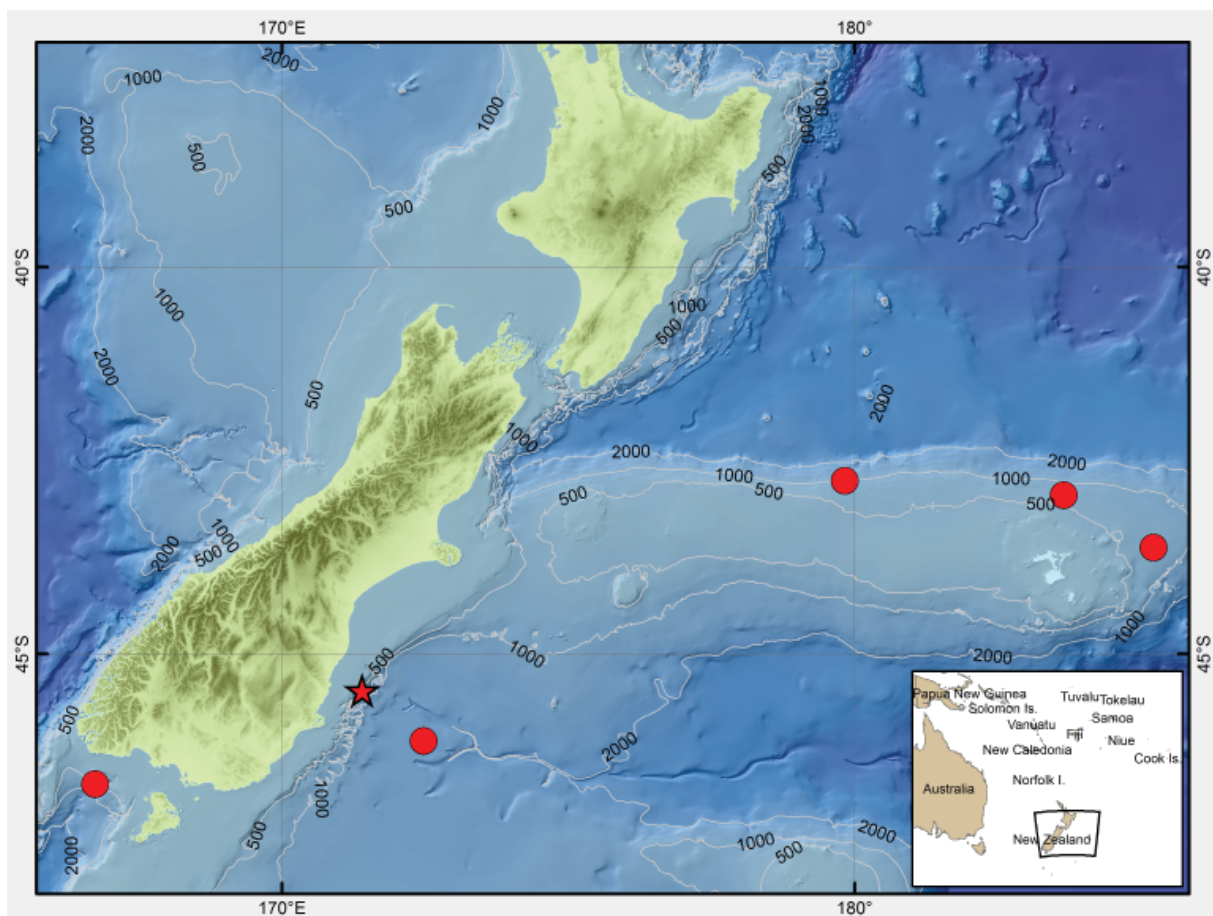 170°E 180°
2000
1000
1000
2000
1000
1000
2000
500
500
500
40°S 40°S
1000
1000
500
2000
500
2000
1000
2000
2000
1000
1000
500
500
500
1000
500
2000
1000
500
1000
2000
45°S 45°S
500
2000
1000
500
2000
2000
1000
500
170°E 180°
Papua New Guinea
Tuvalu
Tokelau
Solomon Is.
Samoa
Vanuatu
Fiji
Niue
New Caledonia
Cook Is.
Norfolk I.
Australia
New Zealand